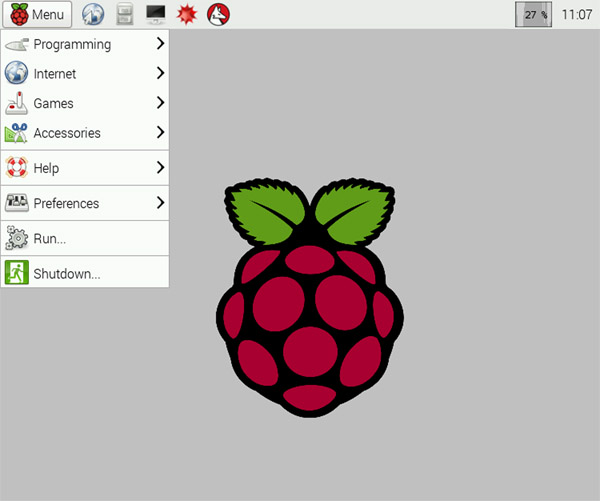 Menu
27 %
11:07
Programming
Internet
Games
Accessories
Help
Preferences
Run...
Shutdown...